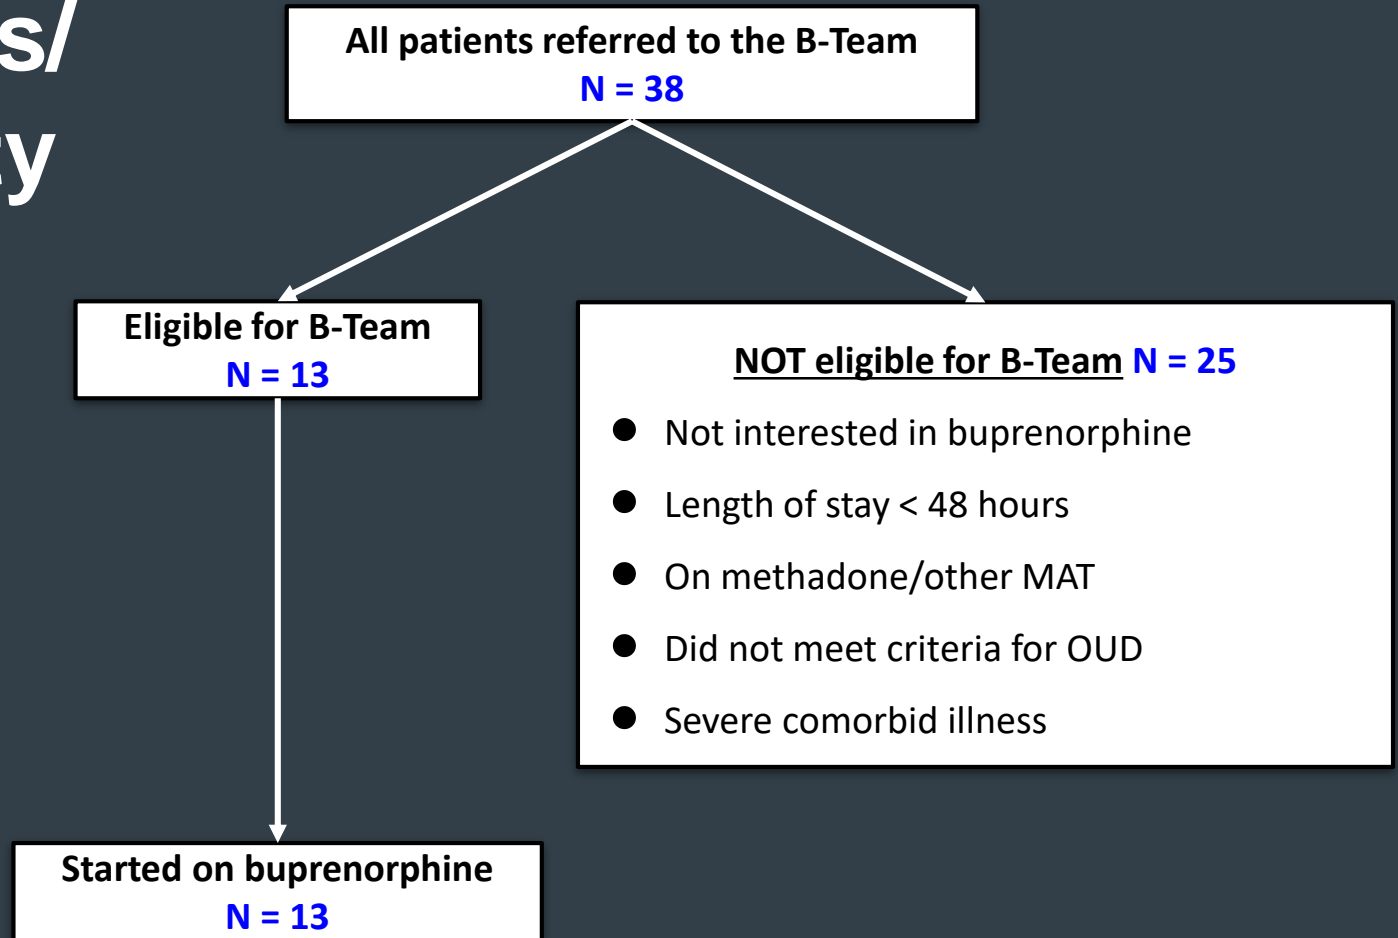 s/
ty
All patients referred to the B-Team
N = 38
Eligible for B-Team
N = 13
NOT eligible for B-Team N = 25
● Not interested in buprenorphine
● Length of stay < 48 hours
● On methadone/other MAT
● Did not meet criteria for OUD
● Severe comorbid illness
Started on buprenorphine
N = 13